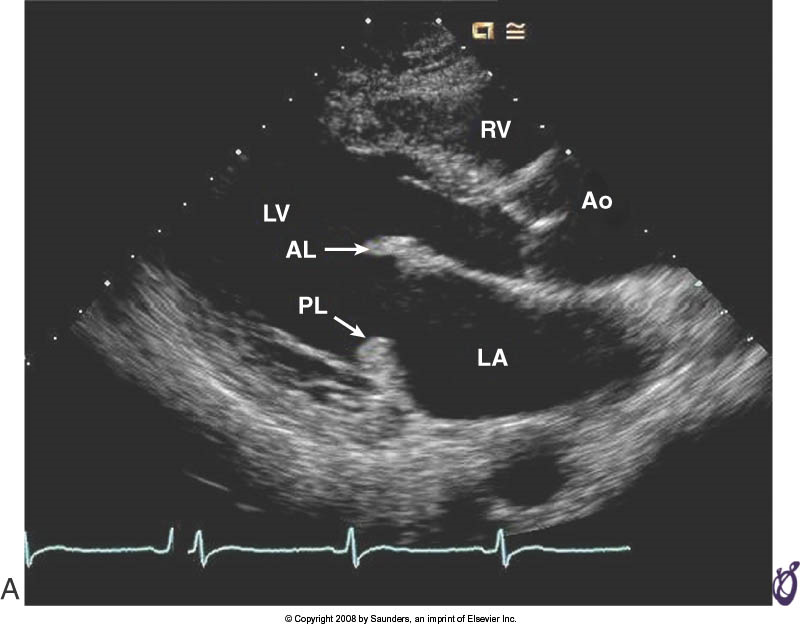 RV
Ao
LV
AL
PL
LA
A
© Copyright 2008 by Saunders, an imprint of Elsevier Inc.